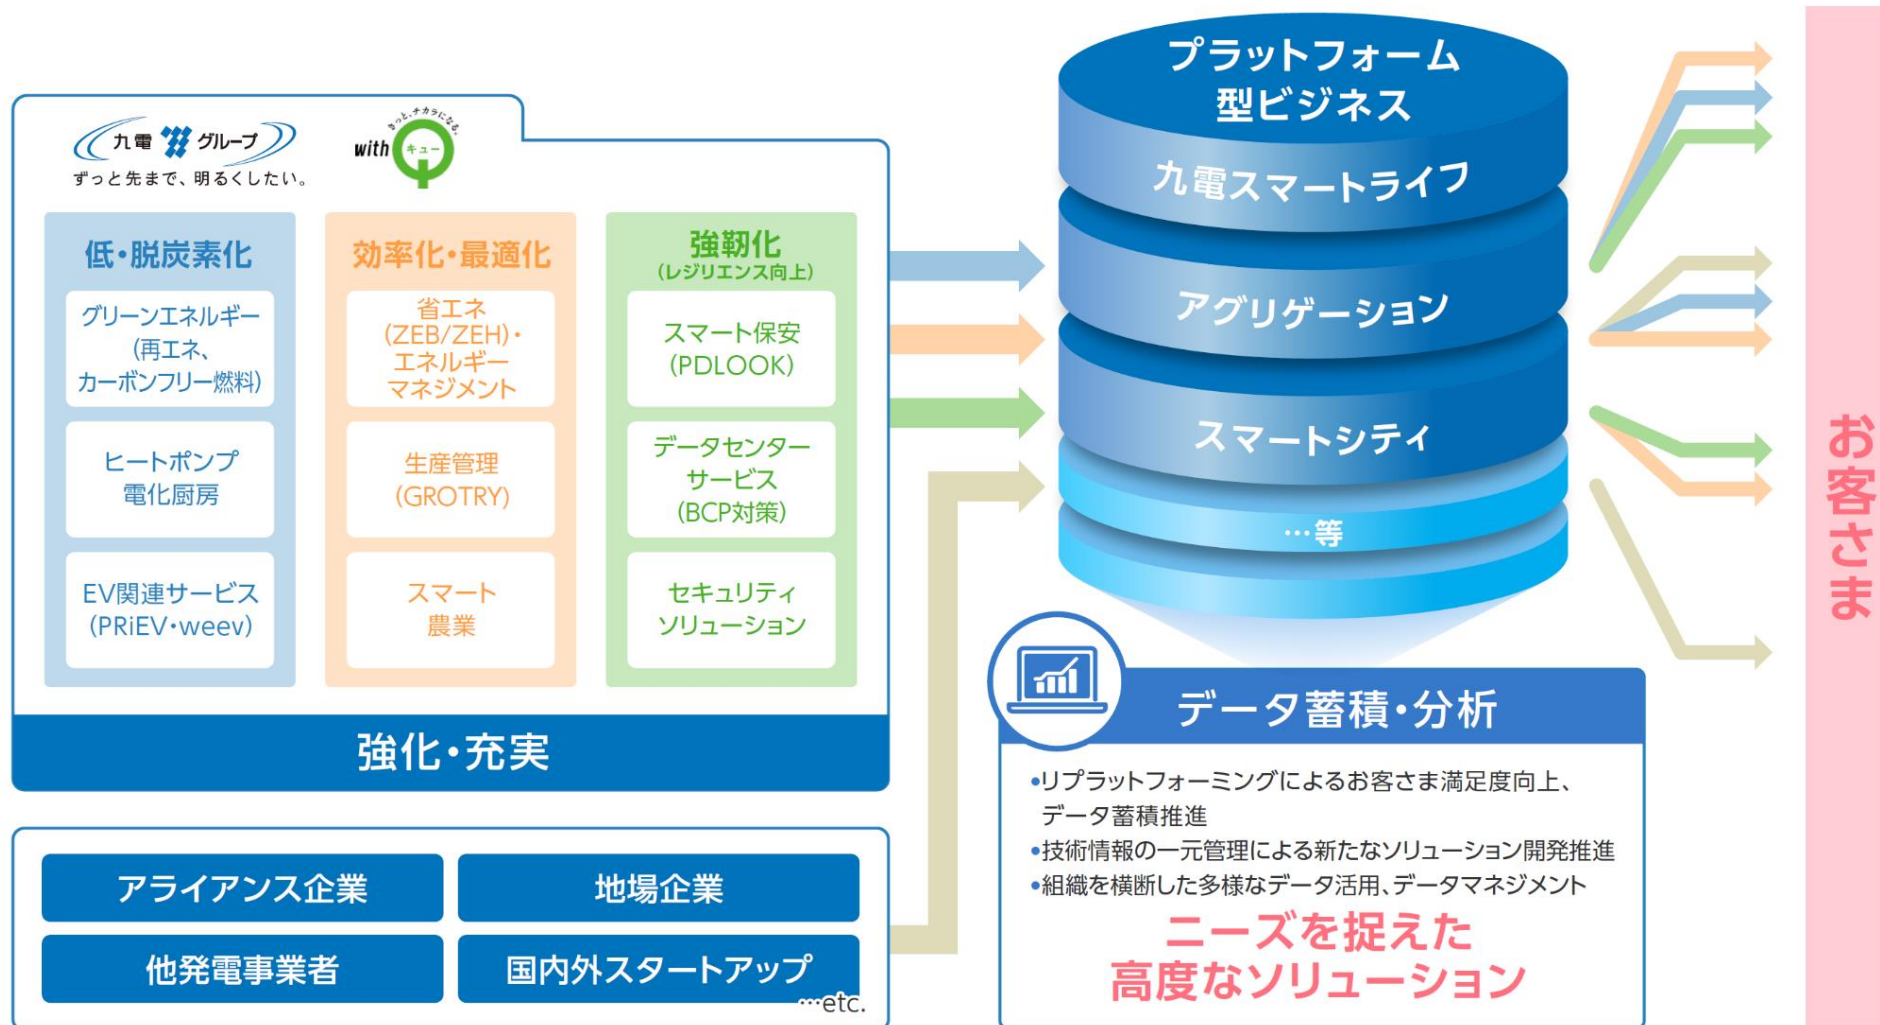 九電 グループ
ずっと先まで、明るくしたい。
ずっと、チカラになる。
with
キュー
低・脱炭素化
グリーンエネルギー
(再エネ、
カーボンフリー燃料)
ヒートポンプ
電化厨房
EV関連サービス
(PRiEV・weev)
効率化・最適化
省エネ
(ZEB/ZEH)・
エネルギー
マネジメント
生産管理
(GROTRY)
スマート
農業
強靭化
(レジリエンス向上)
スマート保安
(PDLOOK)
データセンター
サービス
(BCP対策)
セキュリティ
ソリューション
強化・充実
アライアンス企業
地場企業
他発電事業者
国内外スタートアップ
…etc.
プラットフォーム
型ビジネス
九電スマートライフ
アグリゲーション
スマートシティ
…等
データ蓄積・分析
•リプラットフォーミングによるお客さま満足度向上、
データ蓄積推進
•技術情報の一元管理による新たなソリューション開発推進
•組織を横断した多様なデータ活用、データマネジメント
ニーズを捉えた
高度なソリューション
お客さま